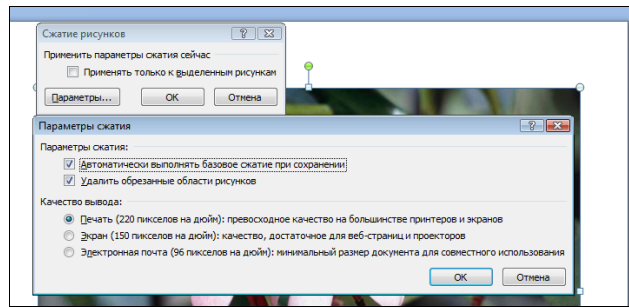 Сжатие рисунков
Применить параметры сжатия сейчас
Применять только к выделенным рисункам
Параметры...
ОК
Отмена
Параметры сжатия
Параметры сжатия:
Автоматически выполнять базовое сжатие при сохранении
Удалить обрезанные области рисунков
Качество вывода:
Печать (220 пикселов на дюйм): превосходное качество на большинстве принтеров и экранов
Экран (150 пикселов на дюйм): качество, достаточное для веб-страниц и проекторов
Электронная почта (96 пикселов на дюйм): минимальный размер документа для совместного использования
ОК
Отмена